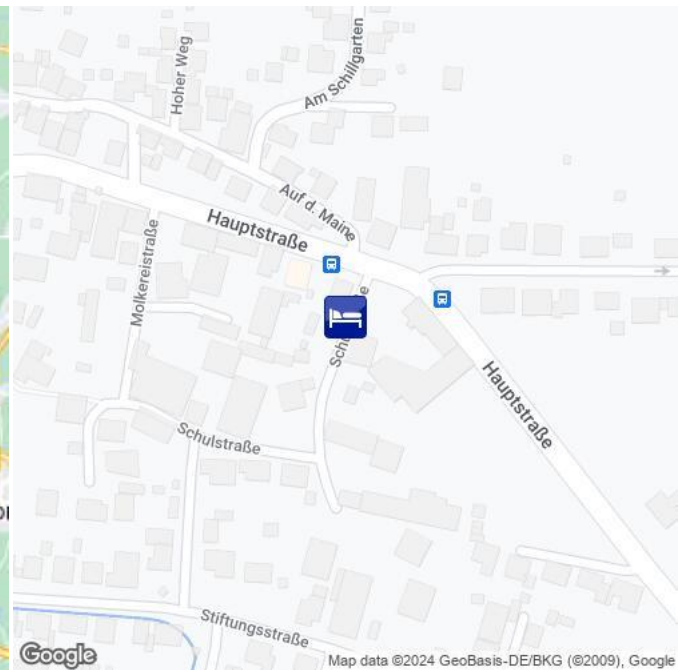 Hoher Weg
Am Schillgarten
Auf d. Maine
Hauptstraße
Molkereistraße
Hauptstraße
Schulstraße
Stiftungsstraße
Google
Map data ©2024 GeoBasis-DE/BKG (©2009), Google